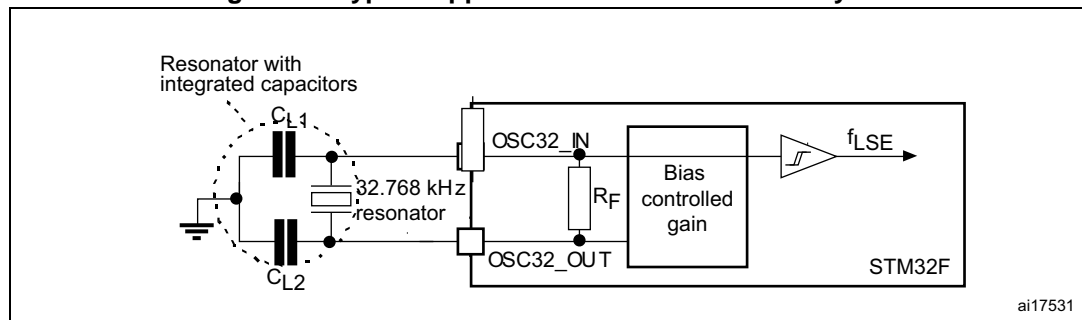 Resonator with
integrated capacitors
CL1
OSC32_IN
fLSE
32.768 kHz
resonator
RF
Bias
controlled
gain
OSC32_OUT
CL2
STM32F
ai17531